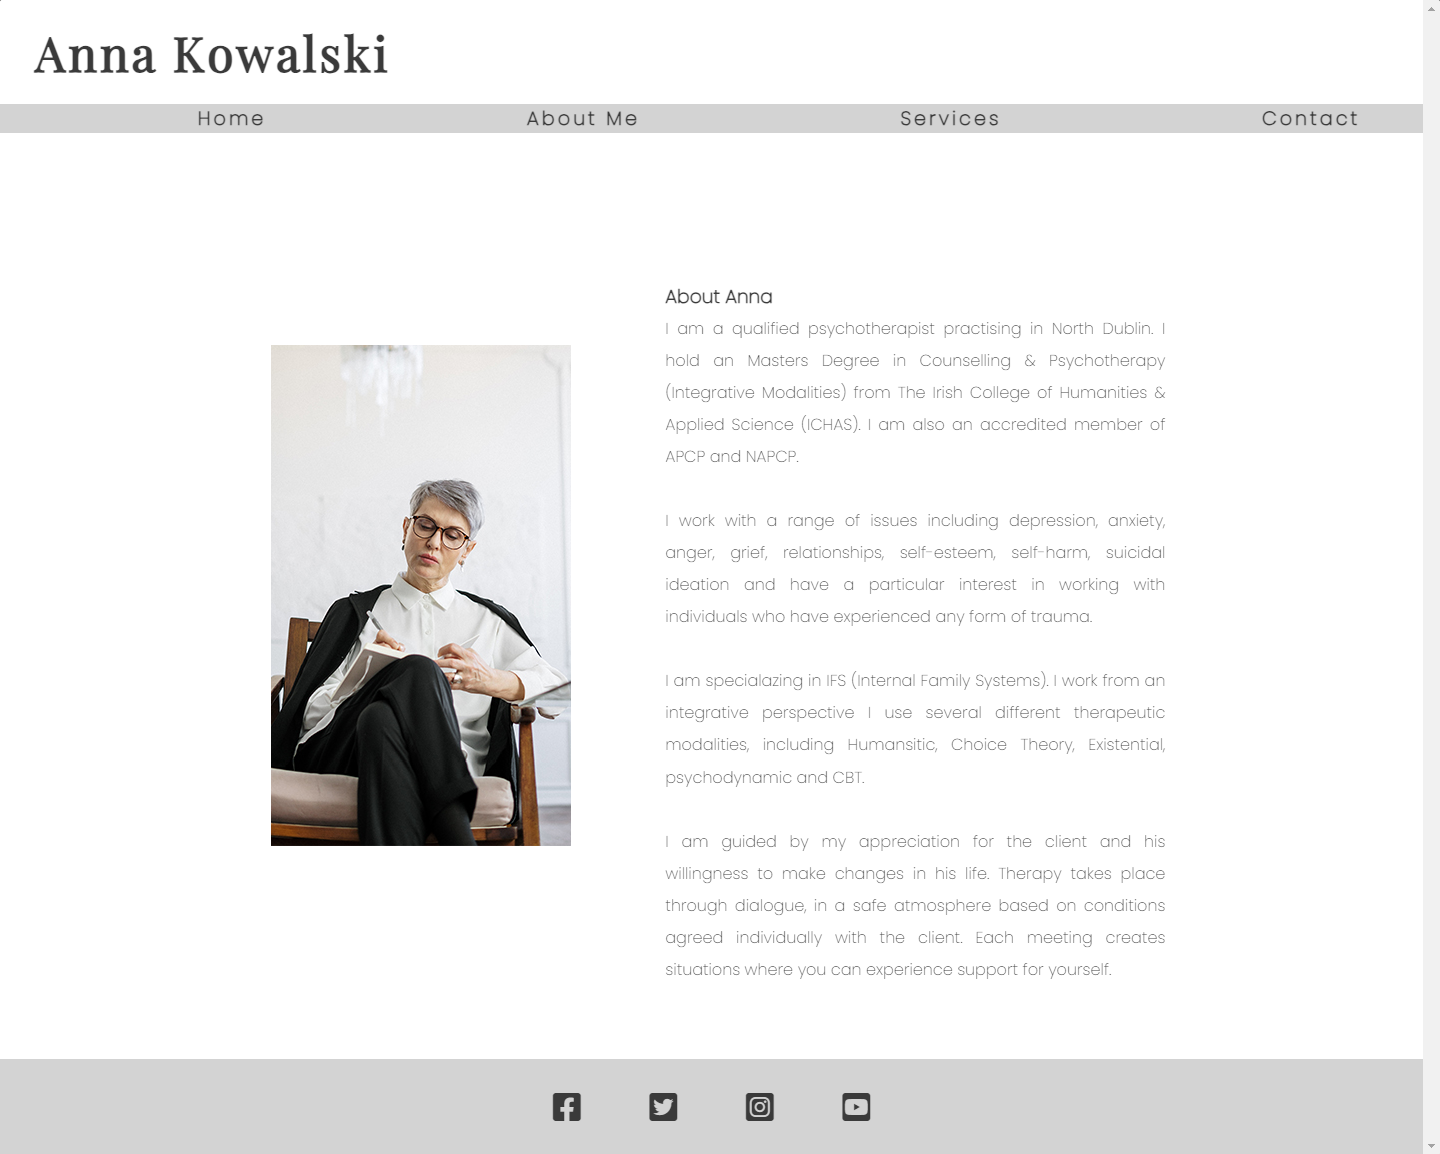 Anna Kowalski
Home About Me Services Contact
About Anna
I am a qualified psychotherapist practising in North Dublin. I
hold an Masters Degree in Counselling & Psychotherapy
(Integrative Modalities) from The Irish College of Humanities &
Applied Science (ICHAS). I am also an accredited member of
APCP and NAPCP.
I work with a range of issues including depression, anxiety,
anger, grief, relationships, self-esteem, self-harm, suicidal
ideation and have a particular interest in working with
individuals who have experienced any form of trauma.
I am specialazing in IFS (Internal Family Systems). I work from an
integrative perspective I use several different therapeutic
modalities, including Humansitic, Choice Theory, Existential,
psychodynamic and CBT.
I am guided by my appreciation for the client and his
willingness to make changes in his life. Therapy takes place
through dialogue, in a safe atmosphere based on conditions
agreed individually with the client. Each meeting creates
situations where you can experience support for yourself.